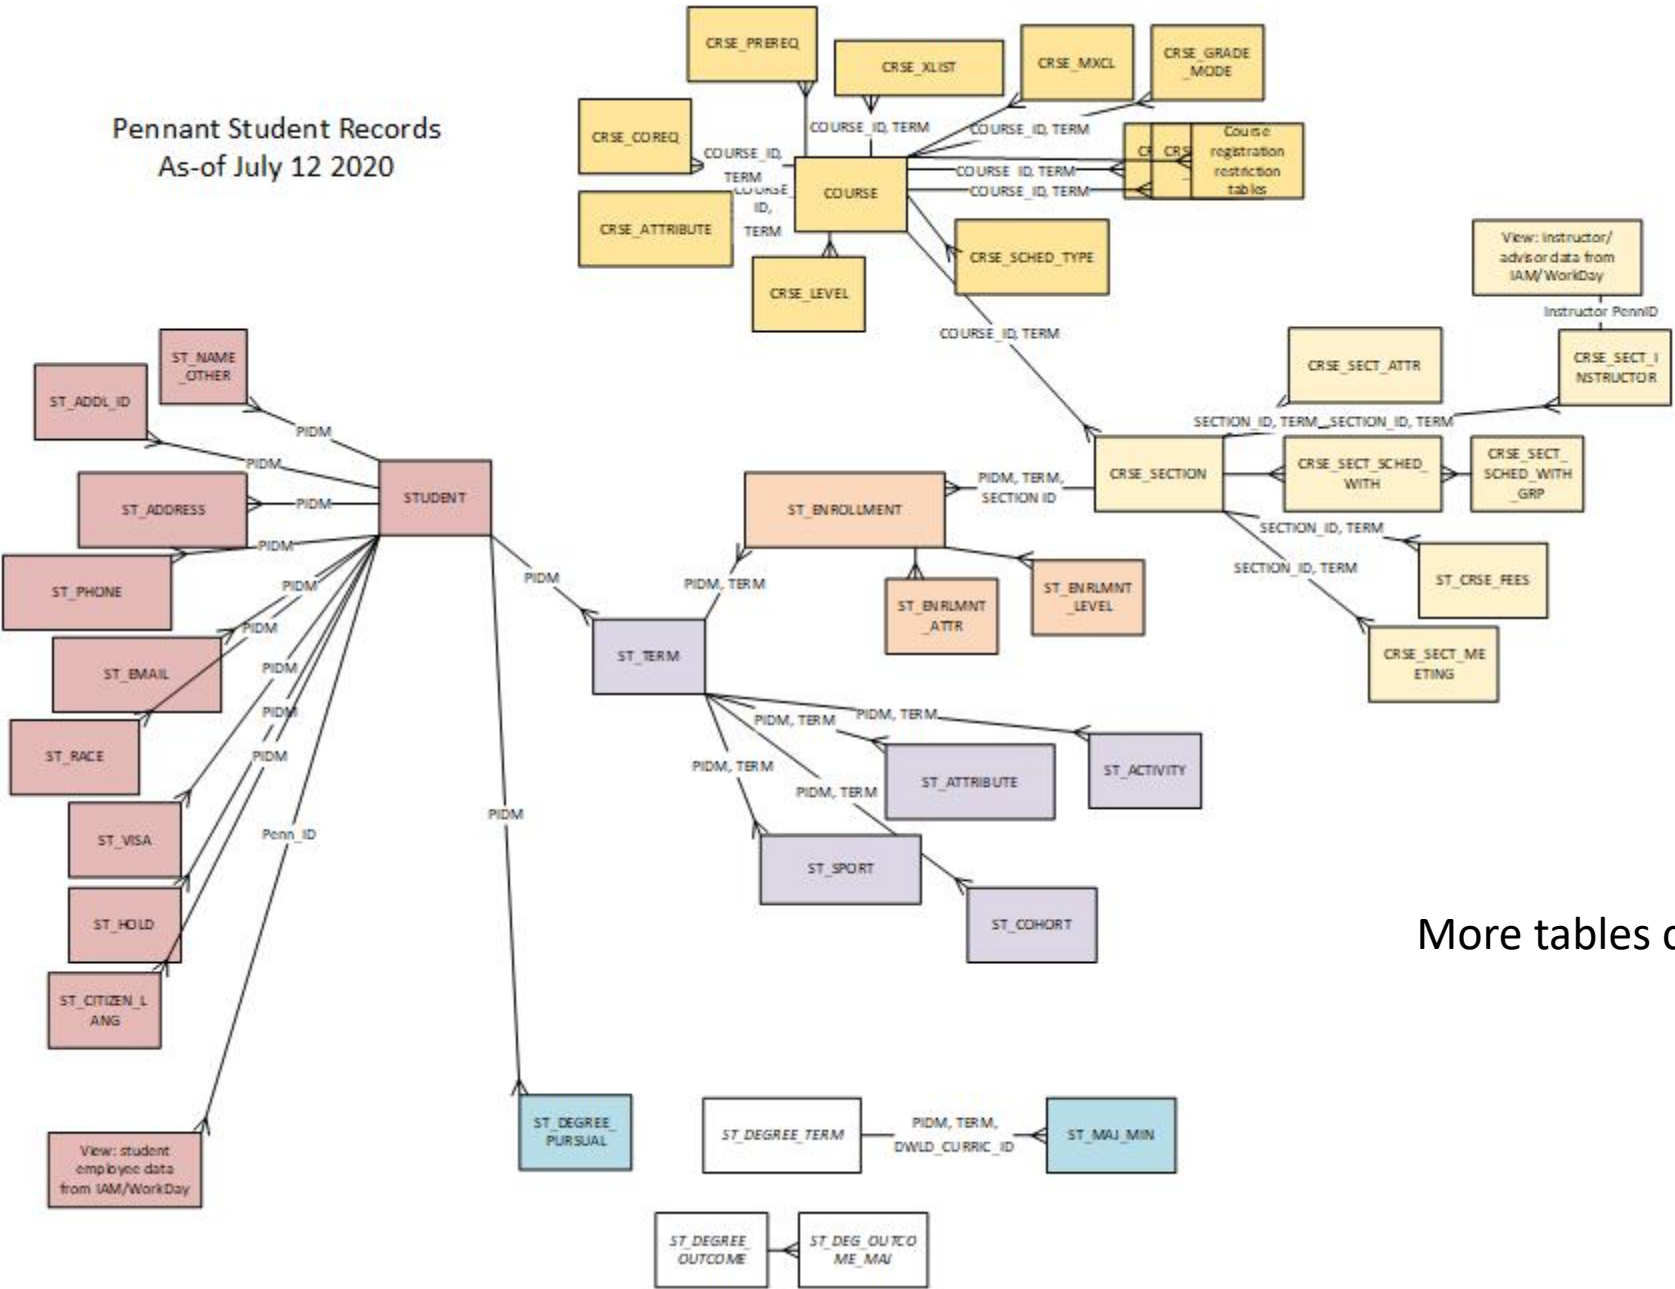 Pennant Student Records
As-of July 12 2020
CRSE_PREREQ
CRSE_XLIST
CRSE_MXCL
CRSE_GRADE
_MODE
CRSE_COREQ
COURSE_ID, TERM
COURSE_ID, TERM
Course
registration
restriction
tables
CRS
COURSE_ID,
TERM
COURSE_ID, TERM
COURSE_ID, TERM
COURSE
COURSE_
ID,
TERM
CRSE_ATTRIBUTE
CRSE_LEVEL
CRSE_SCHED_TYPE
View: instructor/
advisor data from
IAM/WorkDay
Instructor PennID
COURSE_ID, TERM
CRSE_SECT_ATTR
CRSE_SECT_I
NSTRUCTOR
SECTION_ID, TERM
SECTION_ID, TERM
ST_NAME
_OTHER
ST_ADDL_ID
PIDM
PIDM
STUDENT
ST_ADDRESS
PIDM
PIDM
ST_PHONE
PIDM
PIDM
ST_EMAIL
PIDM
PIDM
ST_RACE
PIDM
ST_VISA
Penn_ID
ST_HOLD
ST_CITIZEN_L
ANG
View: student
employee data
from IAM/WorkDay
PIDM
PIDM
ST_ENROLLMENT
PIDM, TERM,
SECTION ID
CRSE_SECTION
CRSE_SECT_SCHED_
WITH
CRSE_SECT_
SCHED_WITH
_GRP
SECTION_ID, TERM
SECTION_ID, TERM
ST_CRSE_FEES
CRSE_SECT_ME
ETING
PIDM, TERM
ST_ENRLMNT
_ATTR
ST_ENRLMNT
_LEVEL
ST_TERM
PIDM, TERM
PIDM, TERM
PIDM, TERM
PIDM, TERM
ST_ATTRIBUTE
ST_ACTIVITY
ST_SPORT
ST_COHORT
More tables
ST_DEGREE_
PURSUAL
ST_DEGREE_TERM
PIDM, TERM,
DWLD_CURRIC_ID
ST_MAJ_MIN
ST_DEGREE_
OUTCOME
ST_DEG_OUTCO
ME_MAJ